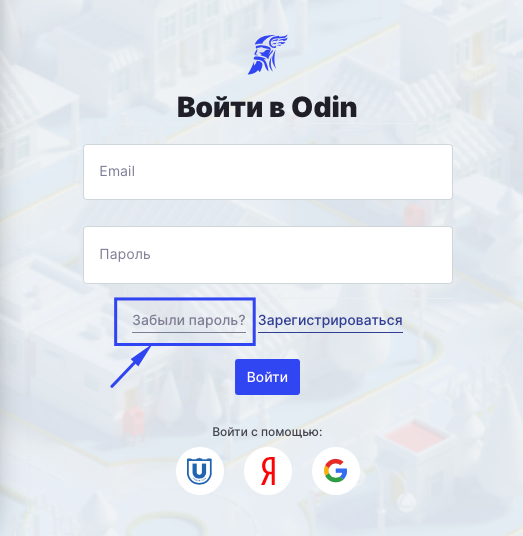 Войти в Odin
Email
Пароль
Забыли пароль? Зарегистрироваться
Войти
Войти с помощью:
U Я G